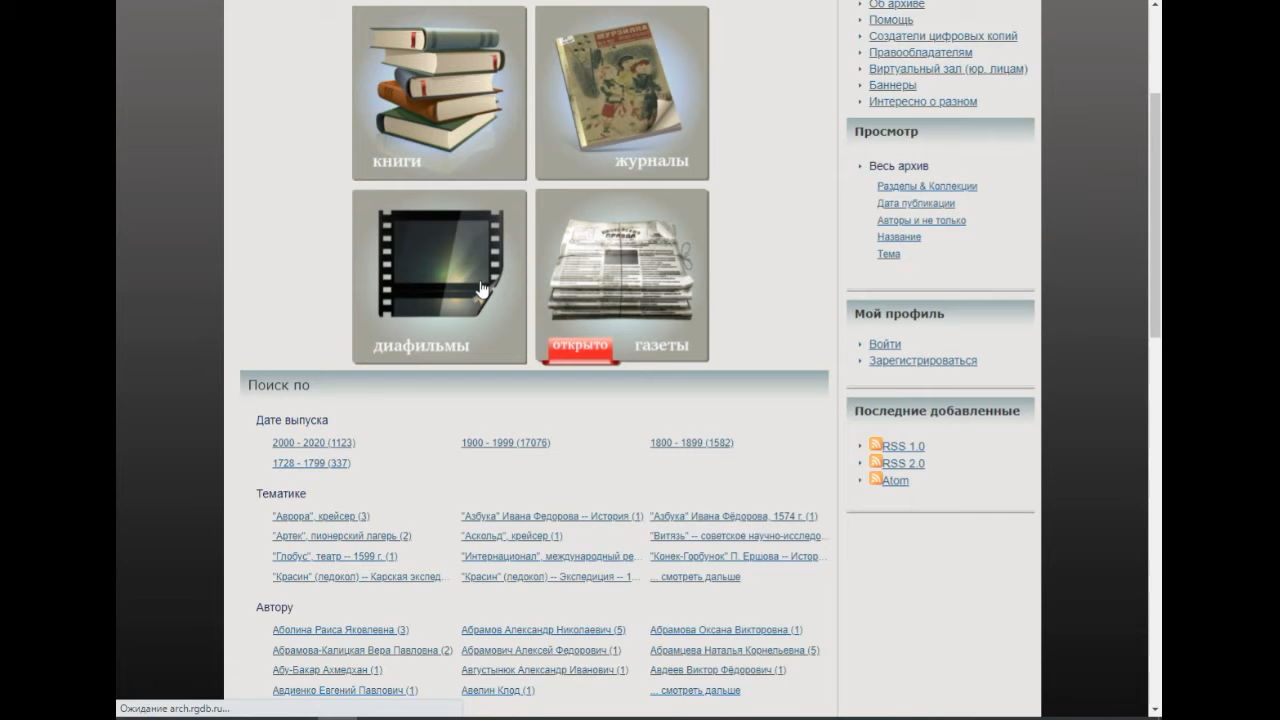 Об архиве
Помощь
Создатели цифровых копий
Правообладателям
Виртуальный зал (юр. лицам)
Баннеры
Интересно о разном
МУРЗИЛКА
книги
журналы
диафильмы
открыто
газеты
Просмотр
Весь архив
Разделы & Коллекции
Дата публикации
Авторы и не только
Название
Тема
Мой профиль
Войти
Зарегистрироваться
Последние добавленные
RSS 1.0
RSS 2.0
Atom
Поиск по
Дате выпуска
2000 - 2020 (1123) 1900 - 1999 (17076) 1800 - 1899 (1582)
1728 - 1799 (337)
Тематике
"Аврора", крейсер (3) "Азбука" Ивана Федорова -- История (1) "Азбука" Ивана Фёдорова, 1574 г. (1)
"Артек", пионерский лагерь (2) "Аскольд", крейсер (1) "Витязь" -- советское научно-исследо...
"Глобус", театр -- 1599 г. (1) "Интернационал", международный ре... "Конек-Горбунок" П. Ершова -- Истор...
"Красин" (ледокол) -- Карская экспед... "Красин" (ледокол) -- Экспедиция -- 1... ... смотреть дальше
Автору
Аболина Раиса Яковлевна (3) Абрамов Александр Николаевич (5) Абрамова Оксана Викторовна (1)
Абрамова-Калицкая Вера Павловна (2) Абрамович Алексей Федорович (1) Абрамцева Наталья Корнельевна (5)
Абу-Бакар Ахмедхан (1) Августынюк Александр Иванович (1) Авдеев Виктор Фёдорович (1)
Авдиенко Евгений Павлович (1) Авелин Клод (1) ... смотреть дальше
Ожидание arch.rgdb.ru...